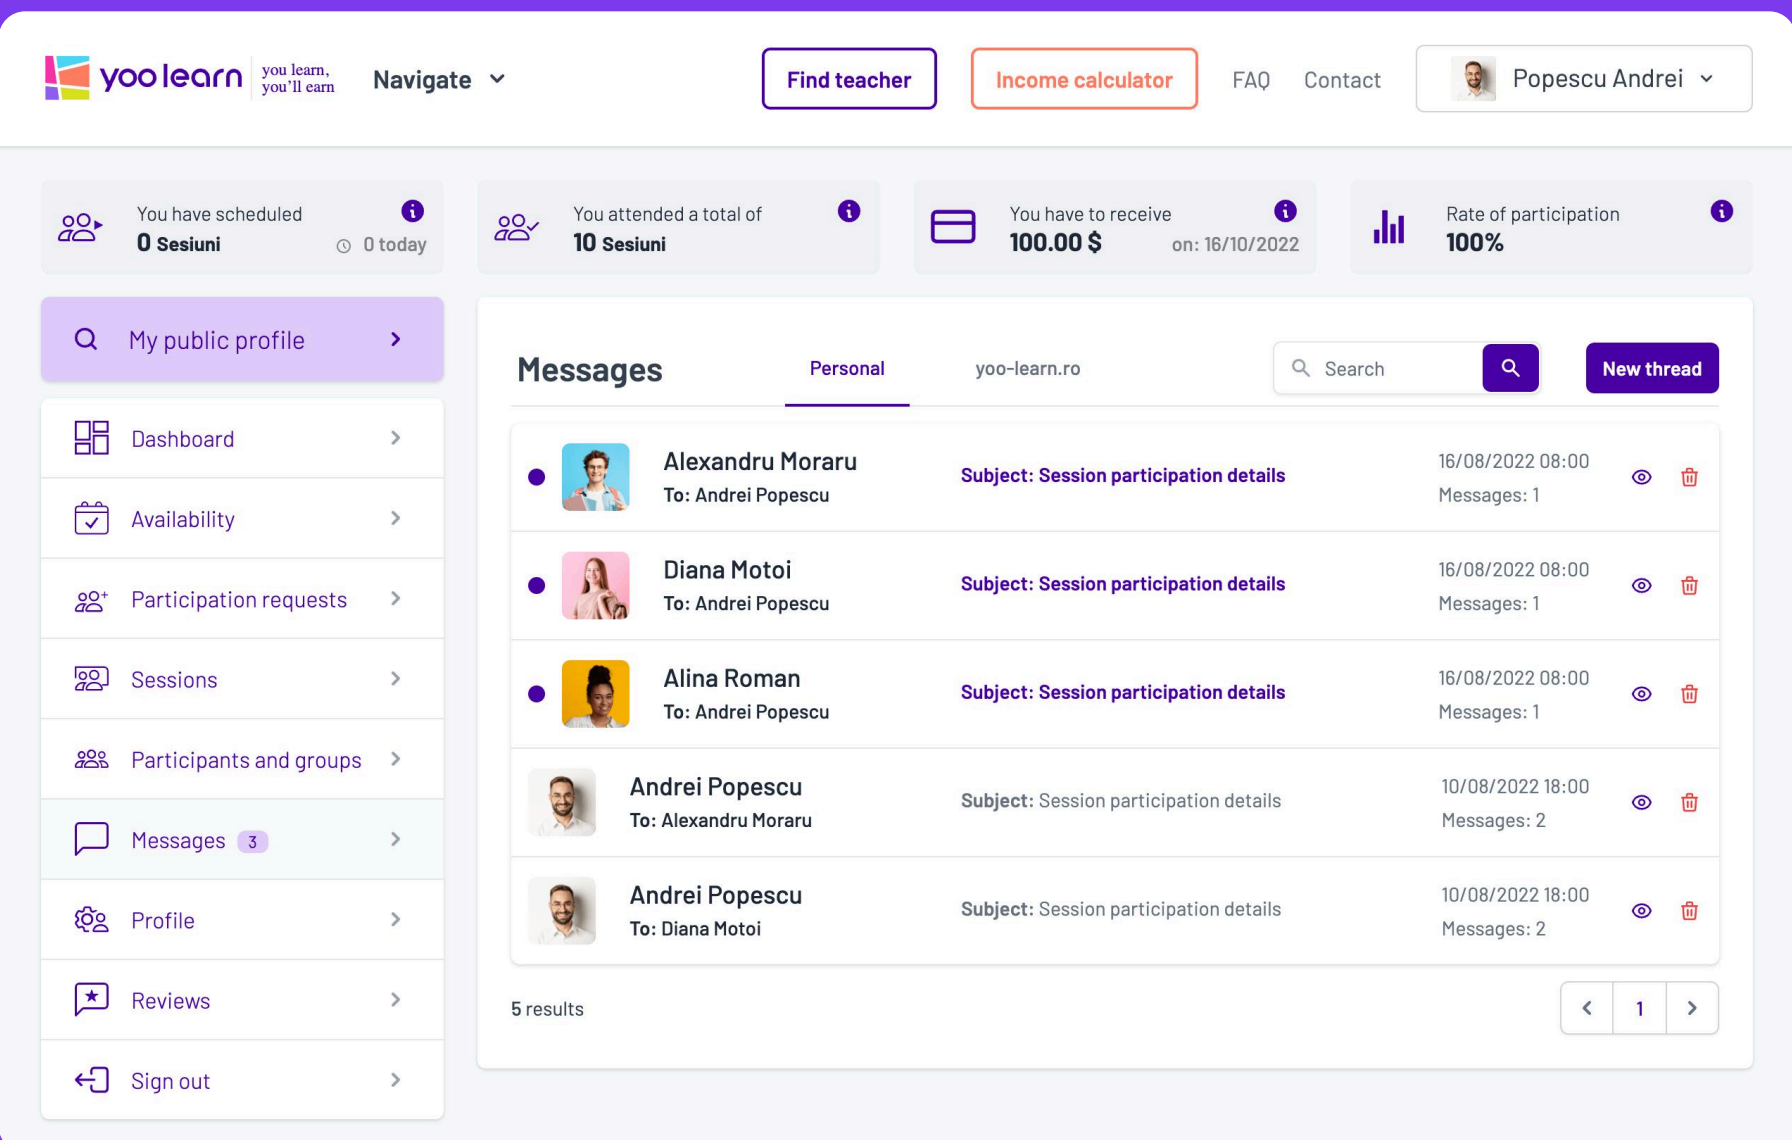 yoo learn
you learn,
you'll earn
Navigate
Find teacher
Income calculator
FAQ
Contact
Popescu Andrei
You have scheduled
0 Sesiuni
0 today
You attended a total of
10 Sesiuni
You have to receive
100.00 $
on: 16/10/2022
Rate of participation
100%
My public profile
Dashboard
Availability
Participation requests
Sessions
Participants and groups
Messages 3
Profile
Reviews
Sign out
Messages
Personal
yoo-learn.ro
Search
New thread
Alexandru Moraru
To: Andrei Popescu
Subject: Session participation details
16/08/2022 08:00
Messages: 1
Diana Motoi
To: Andrei Popescu
Subject: Session participation details
16/08/2022 08:00
Messages: 1
Alina Roman
To: Andrei Popescu
Subject: Session participation details
16/08/2022 08:00
Messages: 1
Andrei Popescu
To: Alexandru Moraru
Subject: Session participation details
10/08/2022 18:00
Messages: 2
Andrei Popescu
To: Diana Motoi
Subject: Session participation details
10/08/2022 18:00
Messages: 2
5 results
1